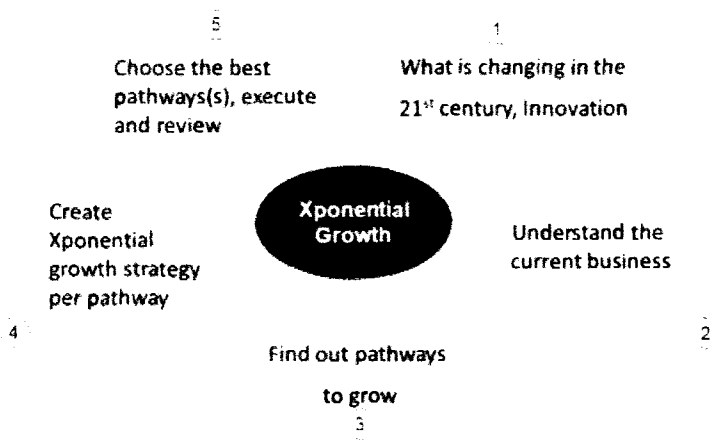 5
Choose the best
pathways(s), execute
and review
1
What is changing in the
21st century, Innovation
Xponential
Growth
Create
Xponential
growth strategy
per pathway
4
Understand the
current business
2
Find out pathways
to grow
3